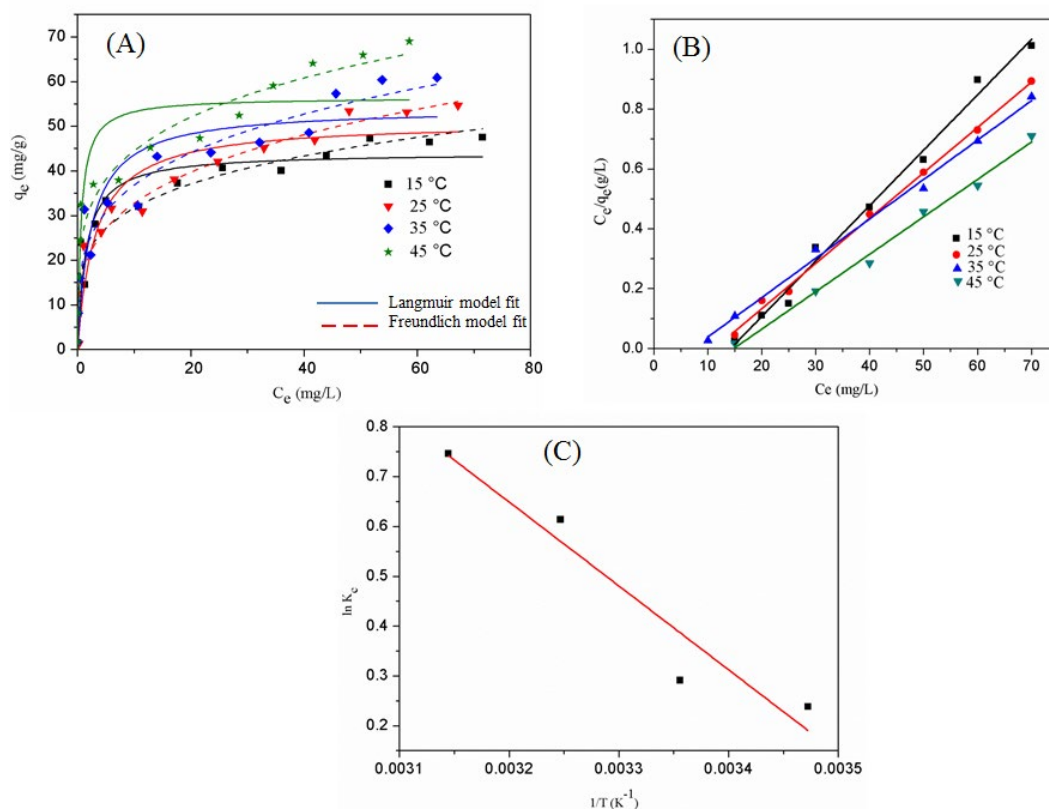 (A)
70
60
50
40
30
20
10
0
qe (mg/g)
15 °C
25 °C
35 °C
45 °C
Langmuir model fit
Freundlich model fit
0 20 40 60 80
Ce (mg/L)
(B)
1.0
0.8
0.6
0.4
0.2
0.0
Ce/qe(g/L)
15 °C
25 °C
35 °C
45 °C
0 10 20 30 40 50 60 70
Ce (mg/L)
(C)
0.8
0.7
0.6
0.5
0.4
0.3
0.2
ln Kc
0.0031 0.0032 0.0033 0.0034 0.0035
1/T (K-1)